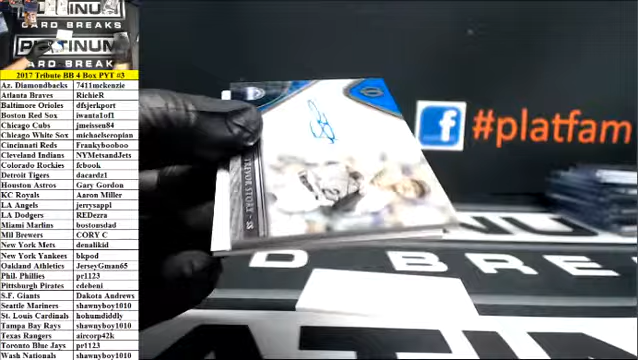 CARD BREAKS
PLATINUM
2017 Tribute BB 4 Box PYT #3
Az. Diamondbacks 7411mckenzie
Atlanta Braves RichieR
Baltimore Orioles dfsjerkport
Boston Red Sox iwanta1of1
Chicago Cubs jmeissen84
Chicago White Sox michaelseropian
Cincinnati Reds Frankybooboo
Cleveland Indians NYMetsandJets
Colorado Rockies fcbook
Detroit Tigers dacardz1
Houston Astros Gary Gordon
KC Royals Aaron Miller
LA Angels jerrysappl
LA Dodgers REDezra
Miami Marlins bostonsdad
Mil Brewers CORY C
New York Mets denalikid
New York Yankees bkpod
Oakland Athletics JerseyGman65
Phil. Phillies pr1123
Pittsburgh Pirates cdebeni
S.F. Giants Dakota Andrews
Seattle Mariners shawnyboy1010
St. Louis Cardinals hohumdiddly
Tampa Bay Rays shawnyboy1010
Texas Rangers aircorp42k
Toronto Blue Jays pr1123
Wash Nationals shawnyboy1010
TREVOR STORY - SS
f #platfam
D BREA